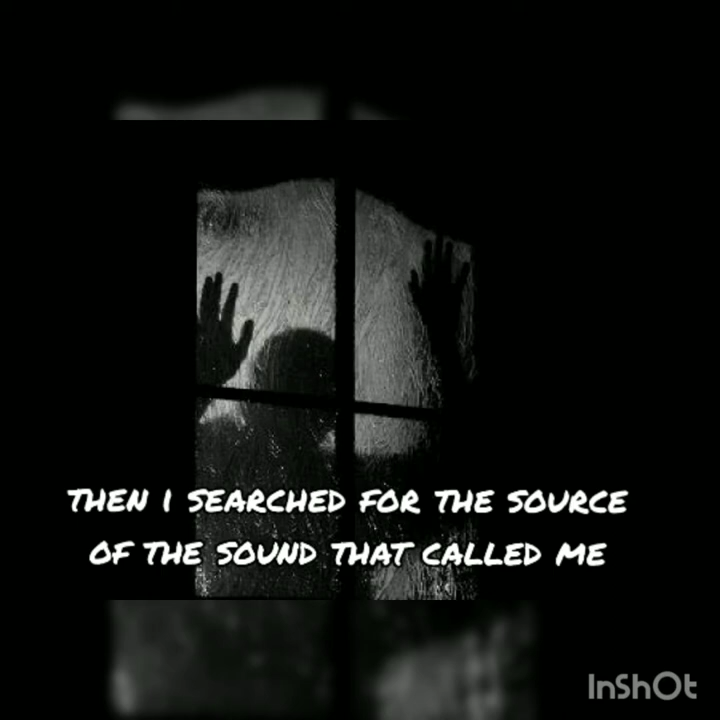 THEN I SEARCHED FOR THE SOURCE
OF THE SOUND THAT CALLED ME
InShOt